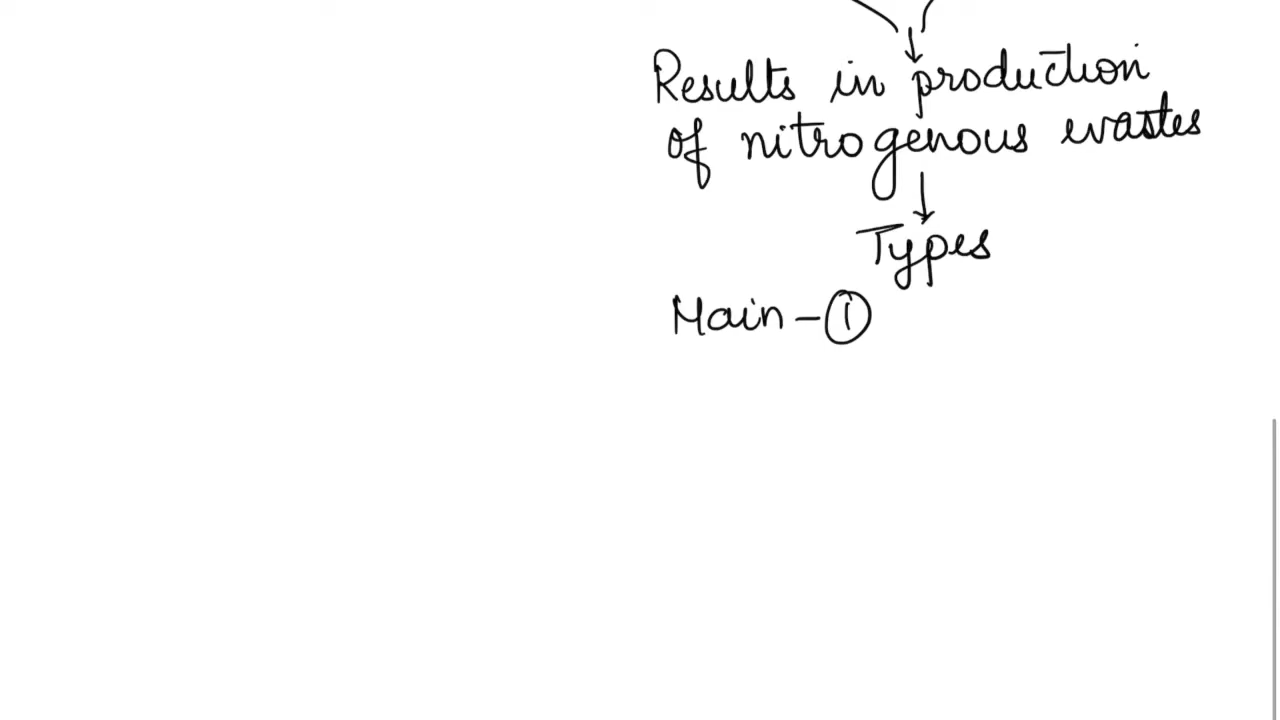 Results in production
of nitrogenous wastes
Types
Main - ①